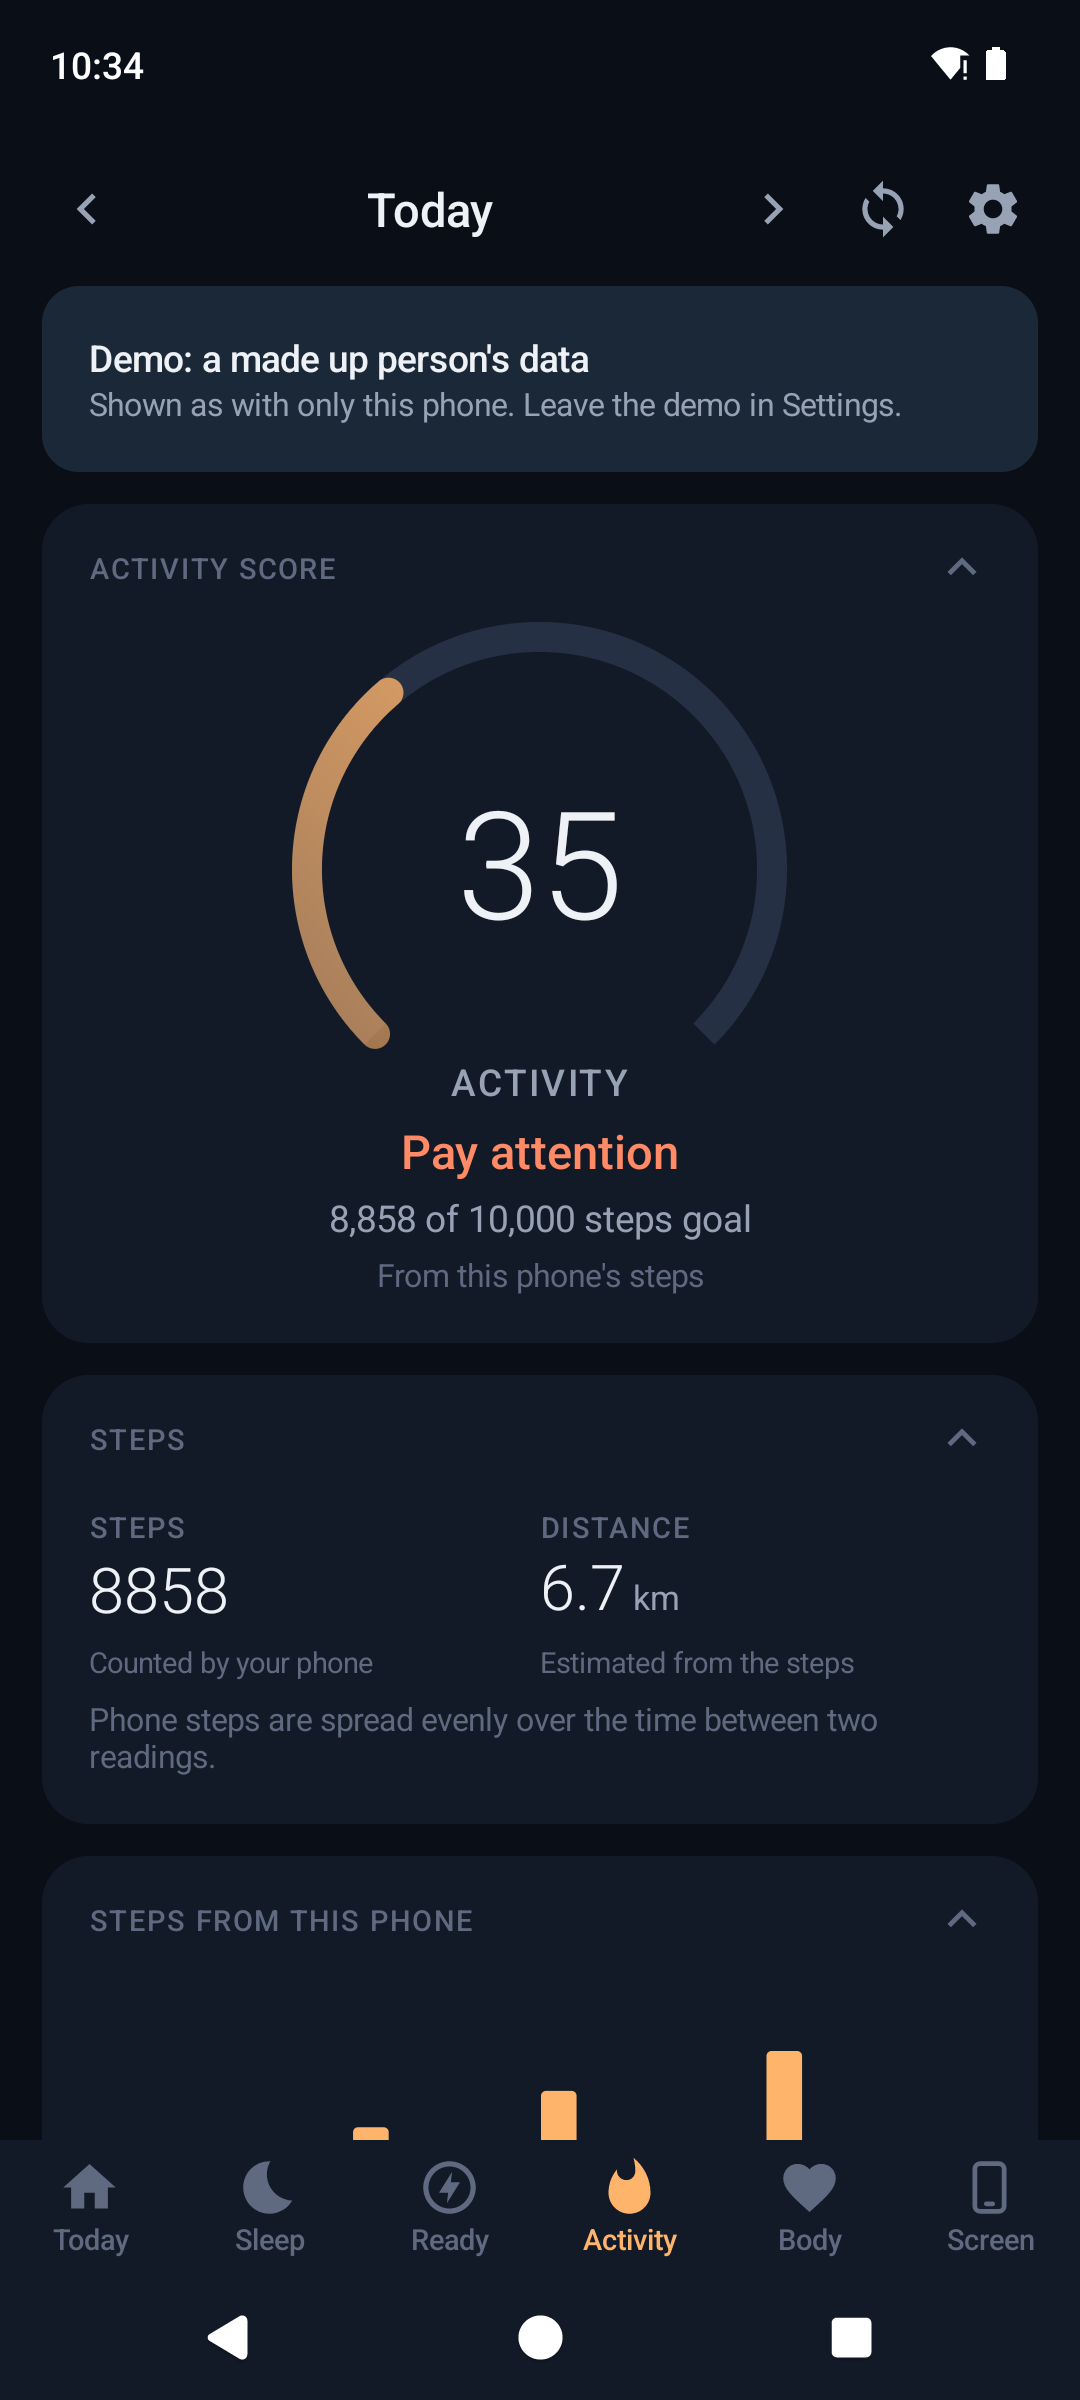 10:34
Today
Demo: a made up person's data
Shown as with only this phone. Leave the demo in Settings.
ACTIVITY SCORE
35
ACTIVITY
Pay attention
8,858 of 10,000 steps goal
From this phone's steps
STEPS
STEPS
DISTANCE
8858
6.7 km
Counted by your phone
Estimated from the steps
Phone steps are spread evenly over the time between two
readings.
STEPS FROM THIS PHONE
Today
Sleep
Ready
Activity
Body
Screen